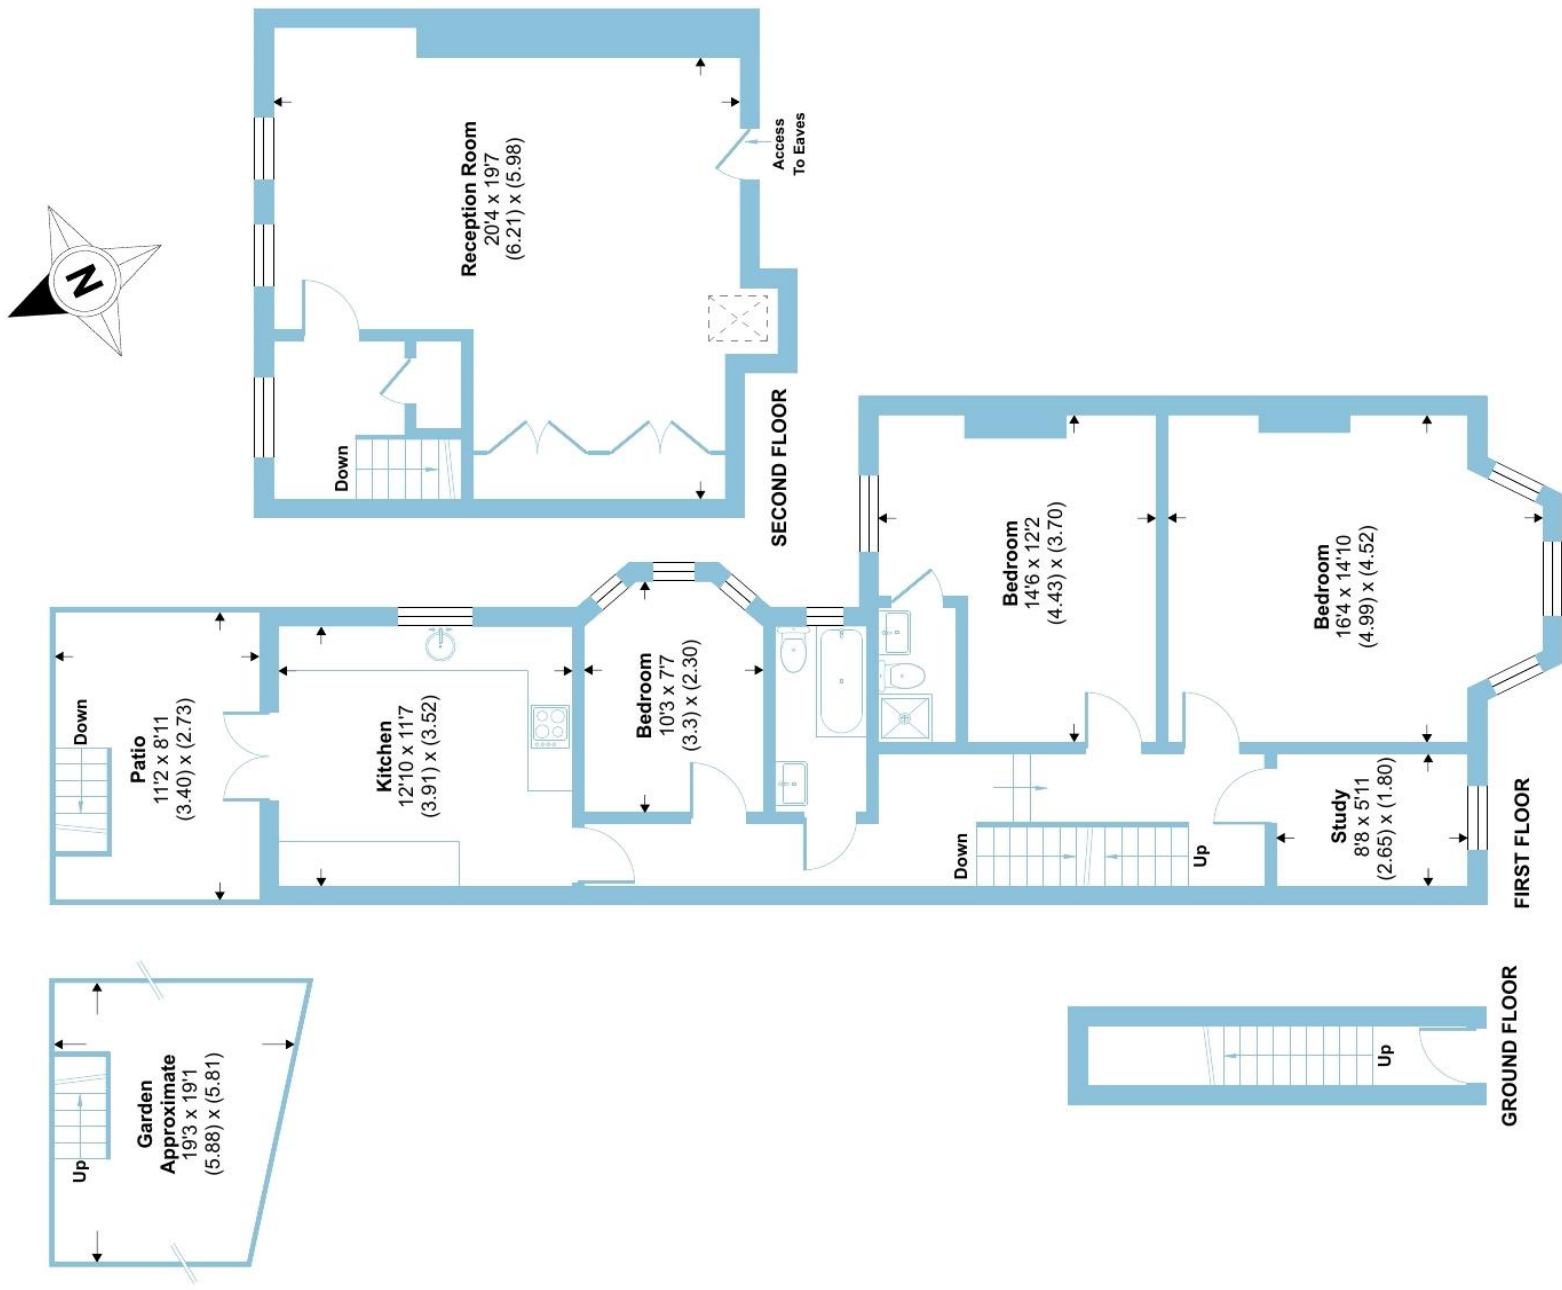 N
Reception Room
20'4 x 19'7
(6.21) x (5.98)
Access
To Eaves
Down
SECOND FLOOR
Down
Patio
11'2 x 8'11
(3.40) x (2.73)
Kitchen
12'10 x 11'7
(3.91) x (3.52)
Bedroom
10'3 x 7'7
(3.3) x (2.30)
Bedroom
14'6 x 12'2
(4.43) x (3.70)
Bedroom
16'4 x 14'10
(4.99) x (4.52)
Down
Up
Study
8'8 x 5'11
(2.65) x (1.80)
FIRST FLOOR
Up
Garden
Approximate
19'3 x 19'1
(5.88) x (5.81)
Up
GROUND FLOOR